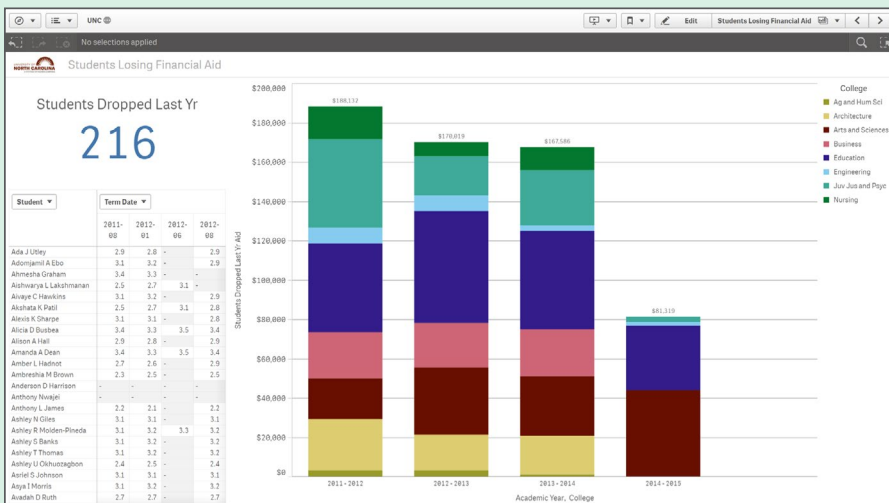 UNC
Edit
Students Losing Financial Aid
No selections applied
NORTH CAROLINA
Students Losing Financial Aid
Students Dropped Last Yr
216
Student
Term Date
2011-08 2012-01 2012-06 2012-08
Ada J Utley 2.9 2.8 - 2.9
Adomjamil A Ebo 3.1 3.2 - 2.9
Ahmesha Graham 3.4 3.3 - -
Aishwarya L Lakshmanan 2.5 2.7 3.1 -
Aivaye C Hawkins 3.1 3.2 - 2.9
Akshata K Patil 2.5 2.7 3.1 2.8
Alexis K Sharpe 3.1 3.1 - 2.8
Alicia D Busbea 3.4 3.3 3.5 3.4
Alison A Hall 2.9 2.8 - 2.9
Amanda A Dean 3.4 3.3 3.5 3.4
Amber L Hadnot 2.7 2.6 - 2.9
Ambreshia M Brown 2.3 2.5 - 2.5
Anderson D Harrison - - - -
Anthony Nwajei - - - -
Anthony L James 2.2 2.1 - 2.2
Ashley N Giles 3.1 3.1 - 3.1
Ashley R Molden-Pineda 3.1 3.2 3.3 3.2
Ashley S Banks 3.1 3.2 - 3.2
Ashley T Thomas 3.1 3.2 - 3.2
Ashley U Okhuozagbon 2.4 2.5 - 2.4
Asriel S Johnson 3.1 3.1 - 3.1
Asya I Morris 3.1 3.2 - 3.2
Avadah D Ruth 2.7 2.7 - 2.7
Students Dropped Last Yr Aid
$200,000
$180,000
$160,000
$140,000
$120,000
$100,000
$80,000
$60,000
$40,000
$20,000
$0
$188,132
$170,019
$167,586
$81,319
2011-2012
2012-2013
2013-2014
2014-2015
Academic Year, College
College
Ag and Hum Sci
Architecture
Arts and Sciences
Business
Education
Engineering
Juv Jus and Psyc
Nursing